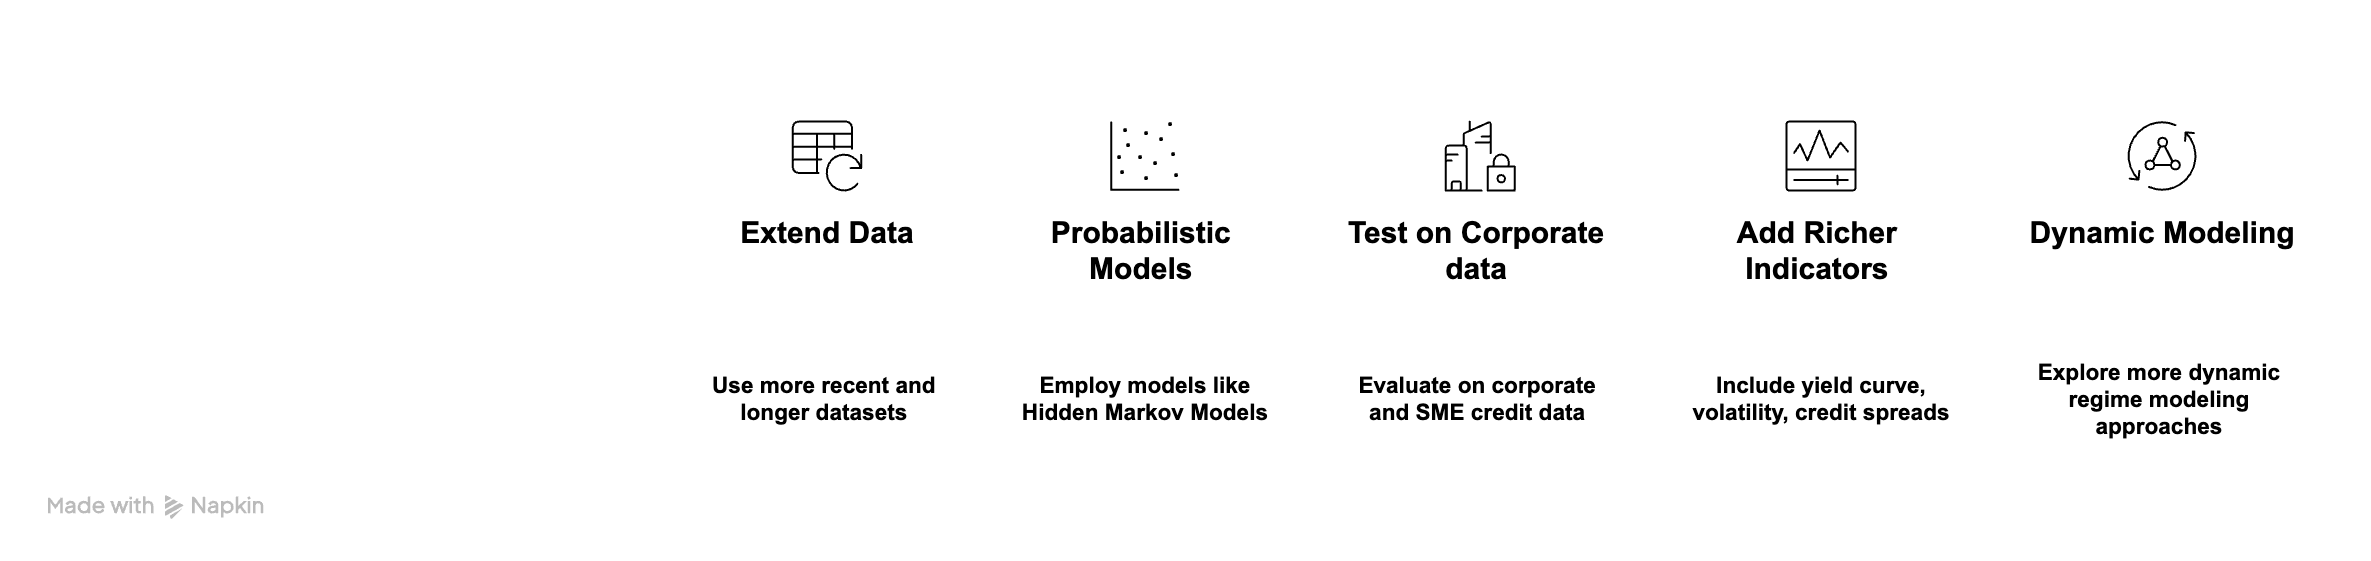 Extend Data
Probabilistic
Models
Test on Corporate
data
Add Richer
Indicators
Dynamic Modeling
Use more recent and
longer datasets
Employ models like
Hidden Markov Models
Evaluate on corporate
and SME credit data
Include yield curve,
volatility, credit spreads
Explore more dynamic
regime modeling
approaches
Made with Napkin